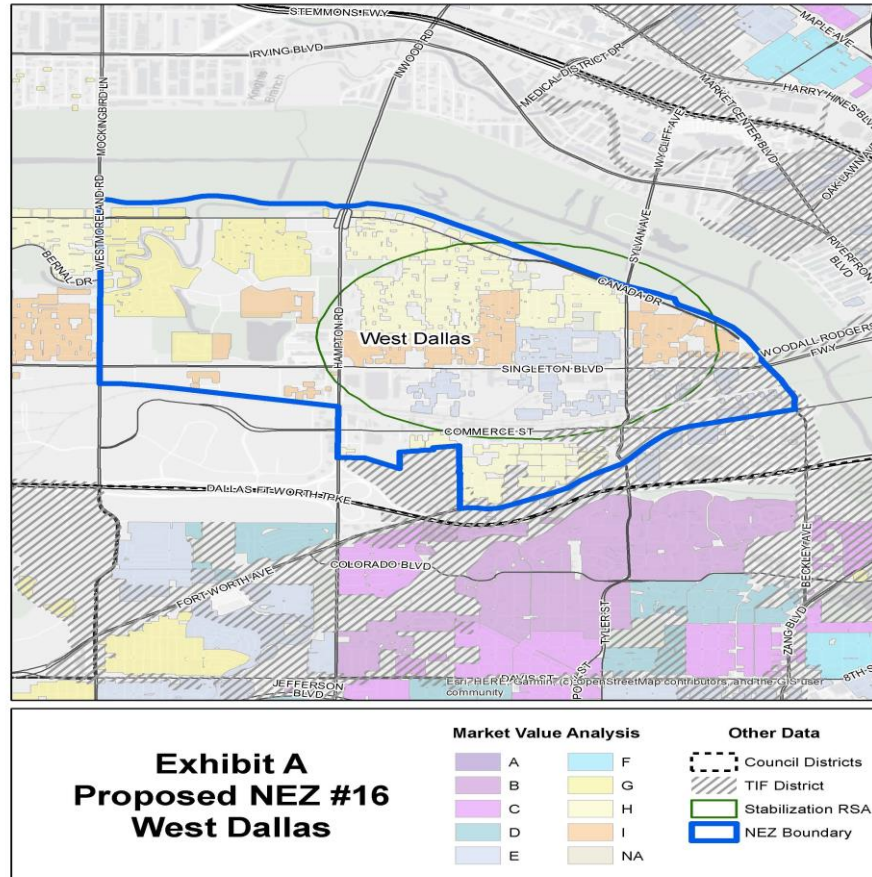 STEMMONS FWY
MAPLE AVE
IRVING BLVD
INWOOD RD
MEDICAL DISTRICT DR
MARKET CENTER BLVD
HARRY HINES BLV
Knights
Branch
MOCKINGBIRD LN
WYCLIFF AVE
OAK LAWN AVE
WESTMORELAND RD
RIVERFRONT
BLVD
BERNAL DR
SYLVAN AVE
CANADA DR
HAMPTON RD
West Dallas
WOODALL RODGERS
FWY
SINGLETON BLVD
COMMERCE ST
DALLAS FT WORTH TPKE
BECKLEY AVE
COLORADO BLVD
FORT WORTH AVE
TYLER ST
ZANG BLVD
DAVIS ST
JEFFERSON
BLVD
8TH S
Esri, HERE, Garmin, (c) OpenStreetMap contributors, and the GIS user
community
Exhibit A
Proposed NEZ #16
West Dallas
Market Value Analysis
A
B
C
D
E
F
G
H
I
NA
Other Data
Council Districts
TIF District
Stabilization RSA
NEZ Boundary